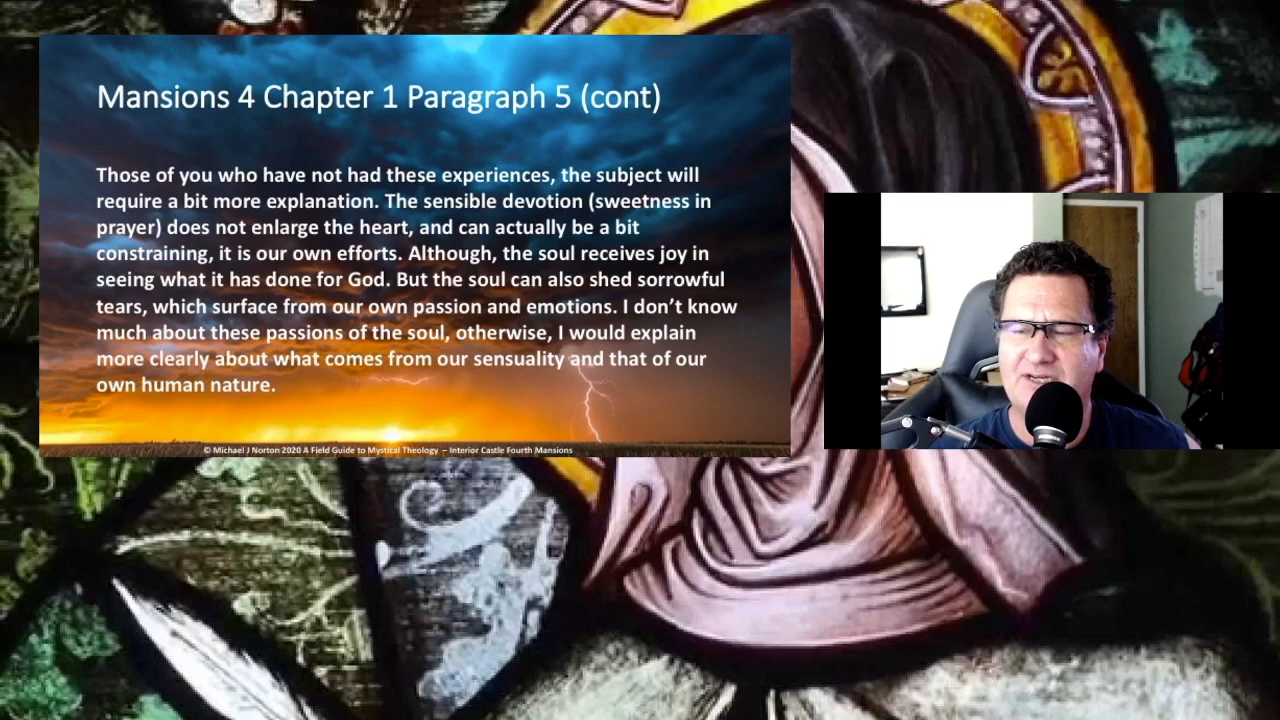 Mansions 4 Chapter 1 Paragraph 5 (cont)
Those of you who have not had these experiences, the subject will
require a bit more explanation. The sensible devotion (sweetness in
prayer) does not enlarge the heart, and can actually be a bit
constraining, it is our own efforts. Although, the soul receives joy in
seeing what it has done for God. But the soul can also shed sorrowful
tears, which surface from our own passion and emotions. I don’t know
much about these passions of the soul, otherwise, I would explain
more clearly about what comes from our sensuality and that of our
own human nature.
© Michael J Norton 2020 A Field Guide to Mystical Theology – Interior Castle Fourth Mansions